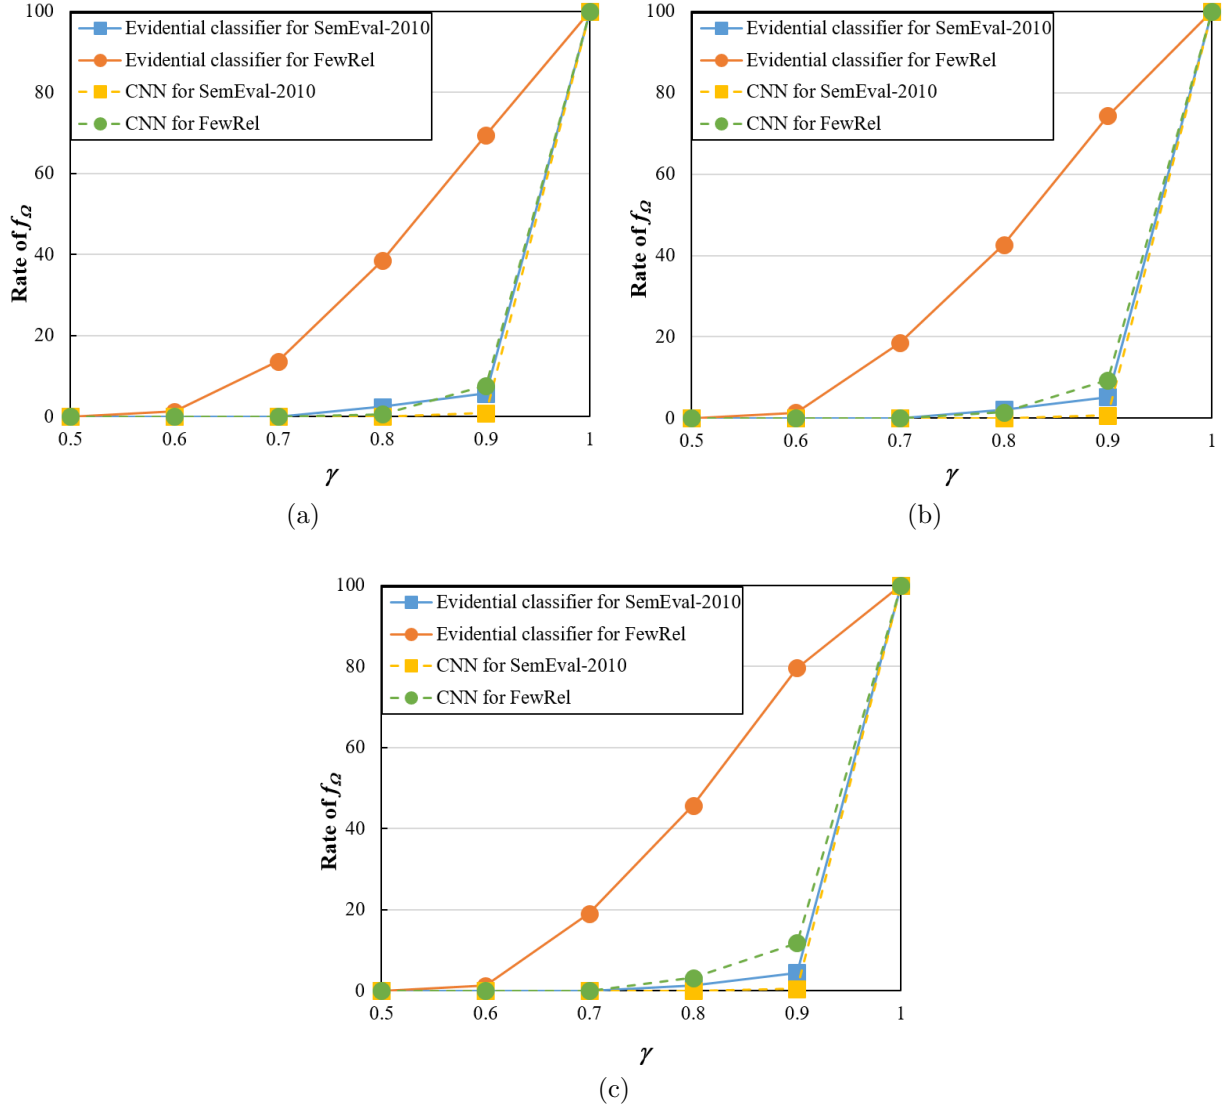 Evidential classifier for SemEval-2010
Evidential classifier for FewRel
CNN for SemEval-2010
CNN for FewRel
100
80
60
40
20
0
Rate of f_Ω
0.5 0.6 0.7 0.8 0.9 1
γ
(a)
Evidential classifier for SemEval-2010
Evidential classifier for FewRel
CNN for SemEval-2010
CNN for FewRel
100
80
60
40
20
0
Rate of f_Ω
0.5 0.6 0.7 0.8 0.9 1
γ
(b)
Evidential classifier for SemEval-2010
Evidential classifier for FewRel
CNN for SemEval-2010
CNN for FewRel
100
80
60
40
20
0
Rate of f_Ω
0.5 0.6 0.7 0.8 0.9 1
γ
(c)